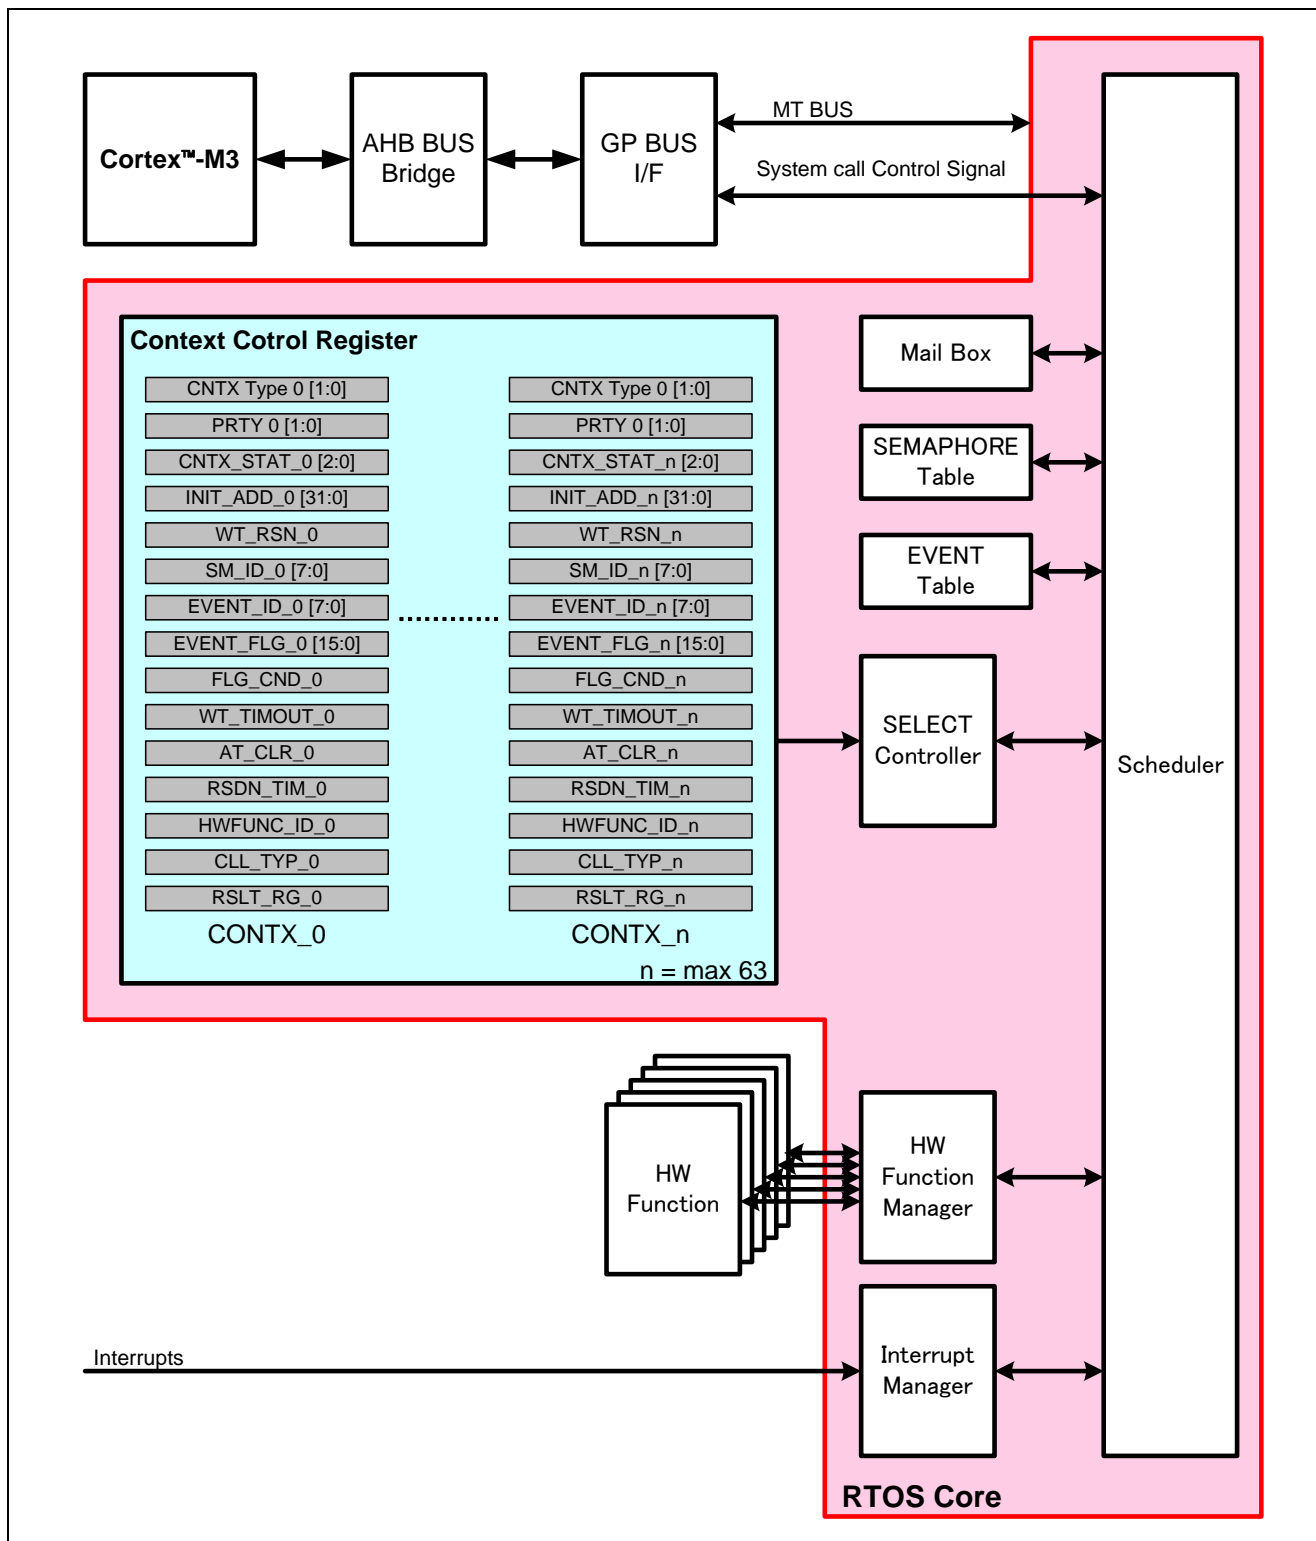 Cortex™-M3
AHB BUS
Bridge
GP BUS
I/F
MT BUS
System call Control Signal
Context Cotrol Register
CNTX Type 0 [1:0]
PRTY 0 [1:0]
CNTX_STAT_0 [2:0]
INIT_ADD_0 [31:0]
WT_RSN_0
SM_ID_0 [7:0]
EVENT_ID_0 [7:0]
EVENT_FLG_0 [15:0]
FLG_CND_0
WT_TIMOUT_0
AT_CLR_0
RSDN_TIM_0
HWFUNC_ID_0
CLL_TYP_0
RSLT_RG_0
CONTX_0
CNTX Type 0 [1:0]
PRTY 0 [1:0]
CNTX_STAT_n [2:0]
INIT_ADD_n [31:0]
WT_RSN_n
SM_ID_n [7:0]
EVENT_ID_n [7:0]
EVENT_FLG_n [15:0]
FLG_CND_n
WT_TIMOUT_n
AT_CLR_n
RSDN_TIM_n
HWFUNC_ID_n
CLL_TYP_n
RSLT_RG_n
CONTX_n
n = max 63
Mail Box
SEMAPHORE
Table
EVENT
Table
SELECT
Controller
Scheduler
HW
Function
HW
Function
Manager
Interrupts
Interrupt
Manager
RTOS Core